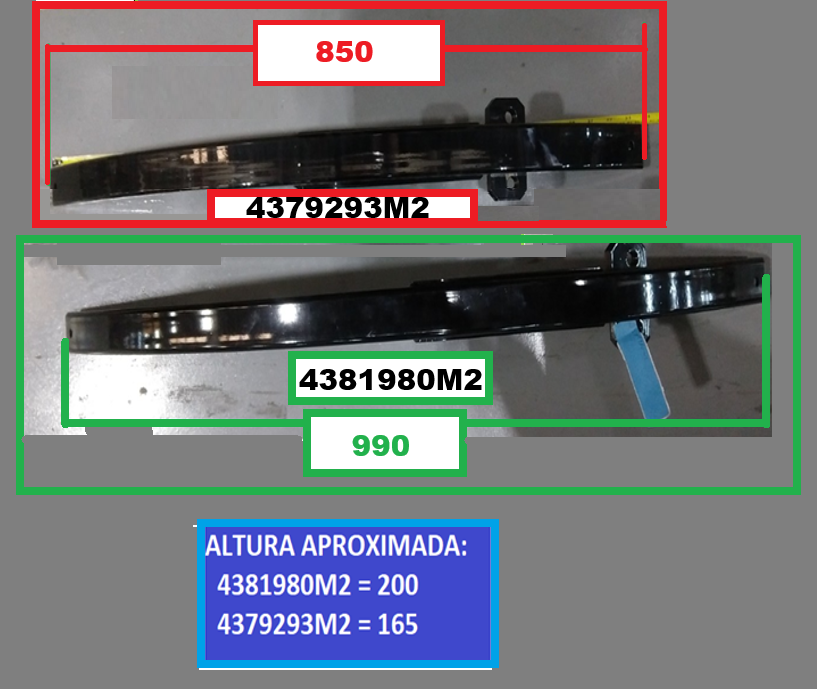 850
4379293M2
4381980M2
990
ALTURA APROXIMADA:
4381980M2 = 200
4379293M2 = 165